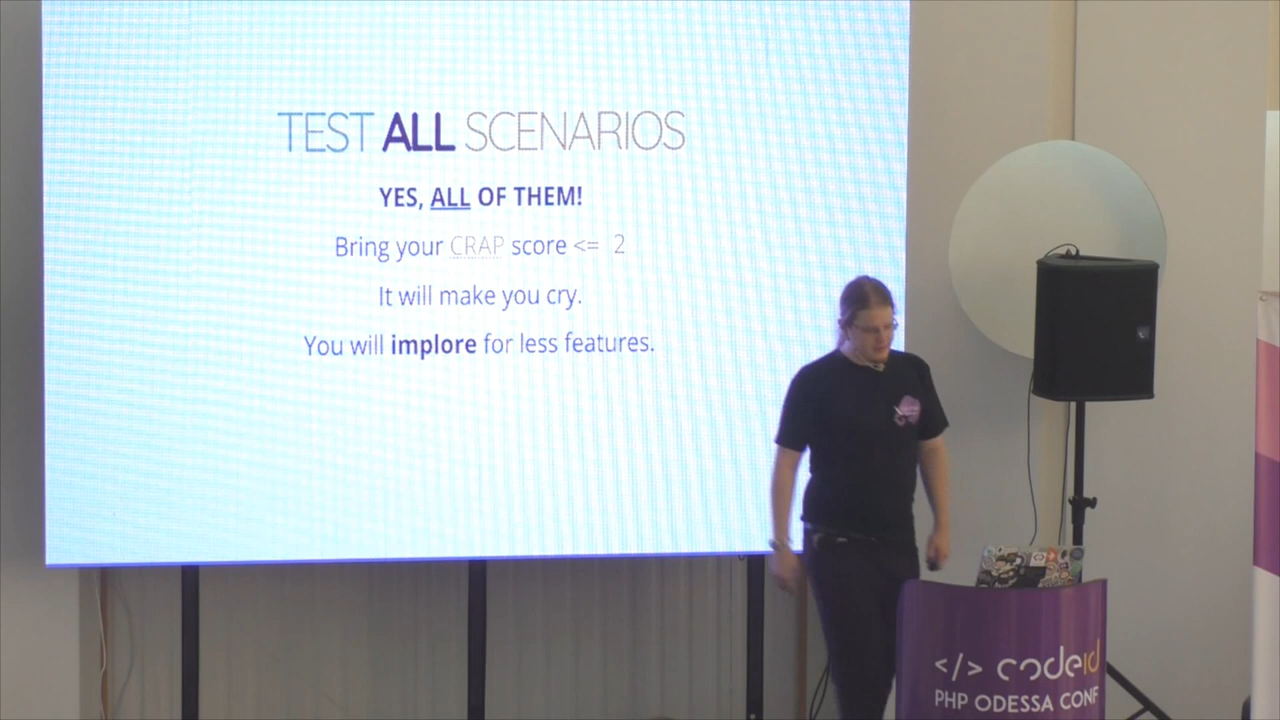 TEST ALL SCENARIOS
YES, ALL OF THEM!
Bring your CRAP score <= 2
It will make you cry.
You will implore for less features.
</> codeid
PHP ODESSA CONF